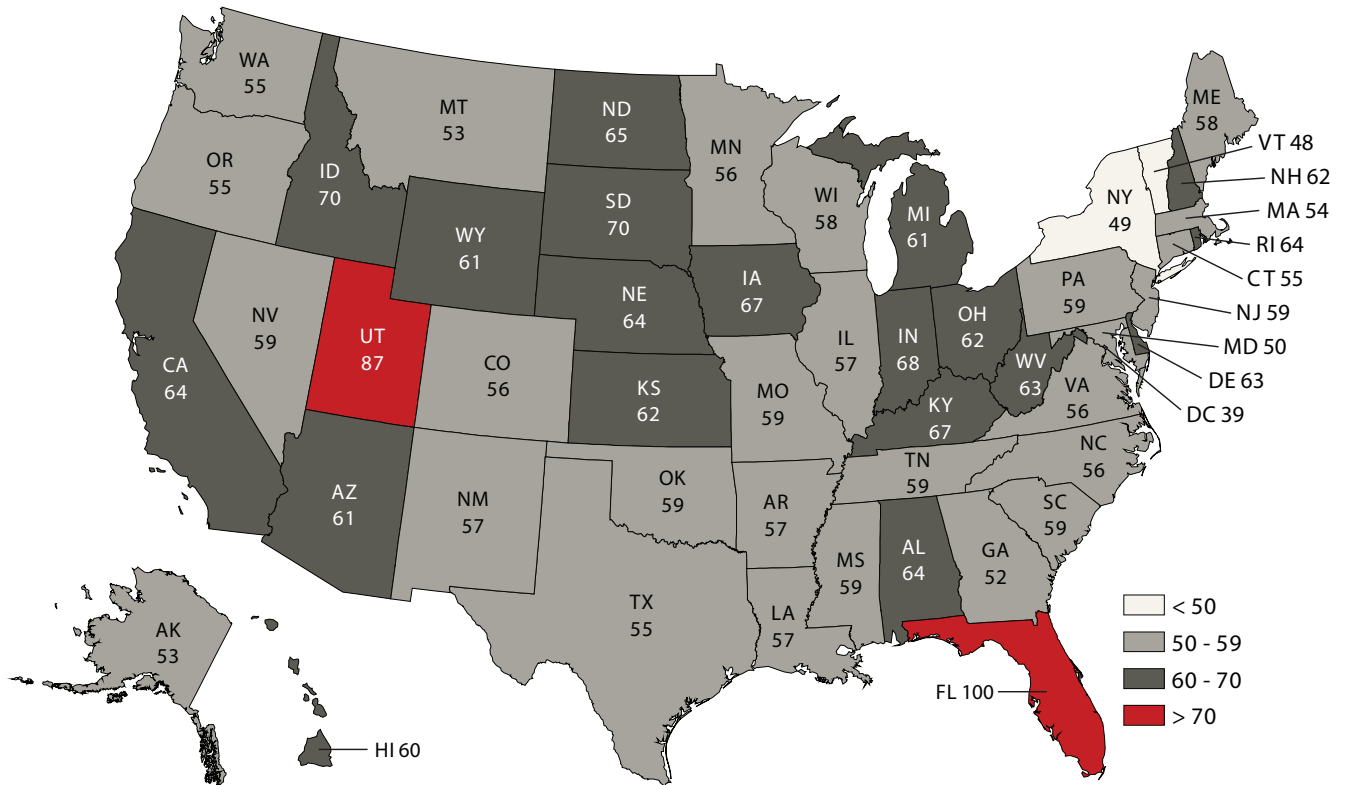 WA
55
OR
55
CA
64
ID
70
NV
59
MT
53
WY
61
UT
87
AZ
61
CO
56
NM
57
ND
65
SD
70
NE
64
KS
62
OK
59
TX
55
MN
56
IA
67
MO
59
AR
57
LA
57
WI
58
IL
57
MS
59
MI
61
IN
68
KY
67
TN
59
AL
64
OH
62
WV
63
GA
52
FL 100
SC
59
NC
56
VA
56
PA
59
NY
49
ME
58
VT 48
NH 62
MA 54
RI 64
CT 55
NJ 59
MD 50
DE 63
DC 39
AK
53
HI 60
< 50
50 - 59
60 - 70
> 70